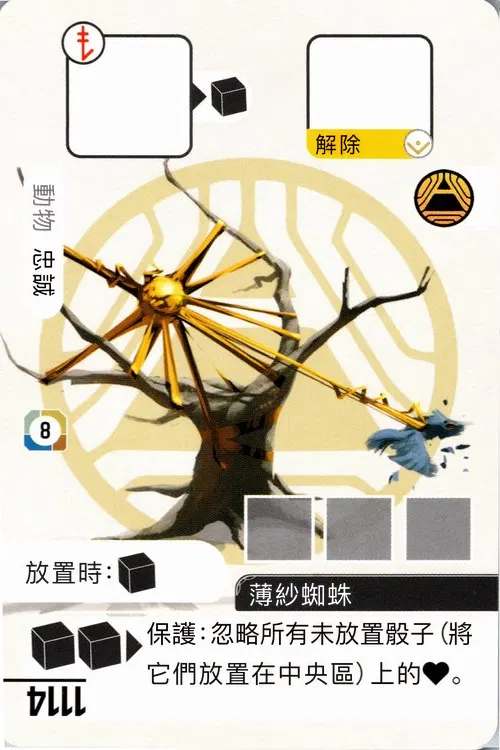 解除
動物 忠誠
8
放置時：
薄紗蜘蛛
保護：忽略所有未放置骰子（將
它們放置在中央區）上的♥。
1114